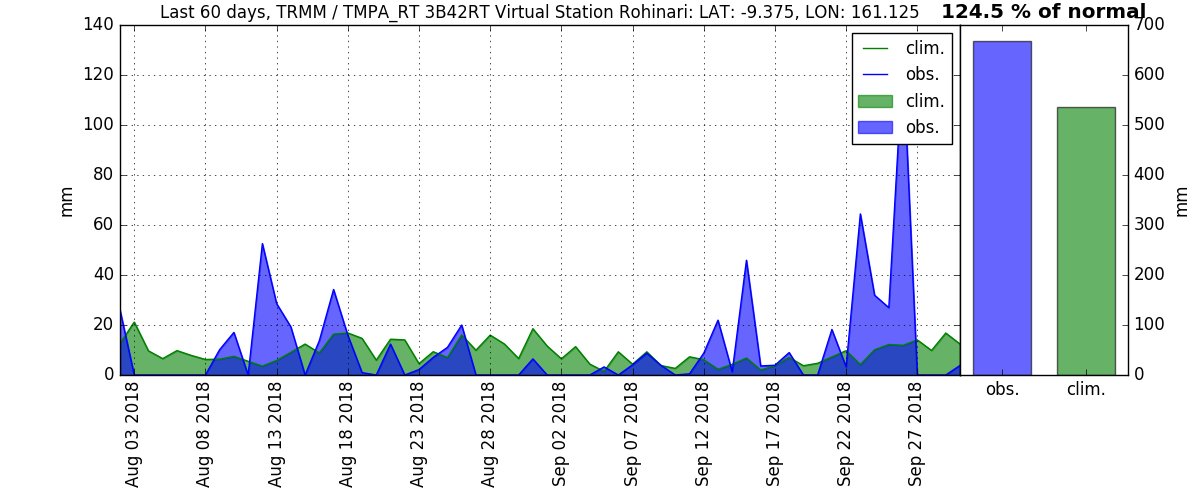 Last 60 days, TRMM / TMPA_RT 3B42RT Virtual Station Rohinari: LAT: -9.375, LON: 161.125
124.5 % of normal
140
120
100
80
60
40
20
0
mm
clim.
obs.
clim.
obs.
700
600
500
400
300
200
100
0
mm
Aug 03 2018
Aug 08 2018
Aug 13 2018
Aug 18 2018
Aug 23 2018
Aug 28 2018
Sep 02 2018
Sep 07 2018
Sep 12 2018
Sep 17 2018
Sep 22 2018
Sep 27 2018
obs.
clim.